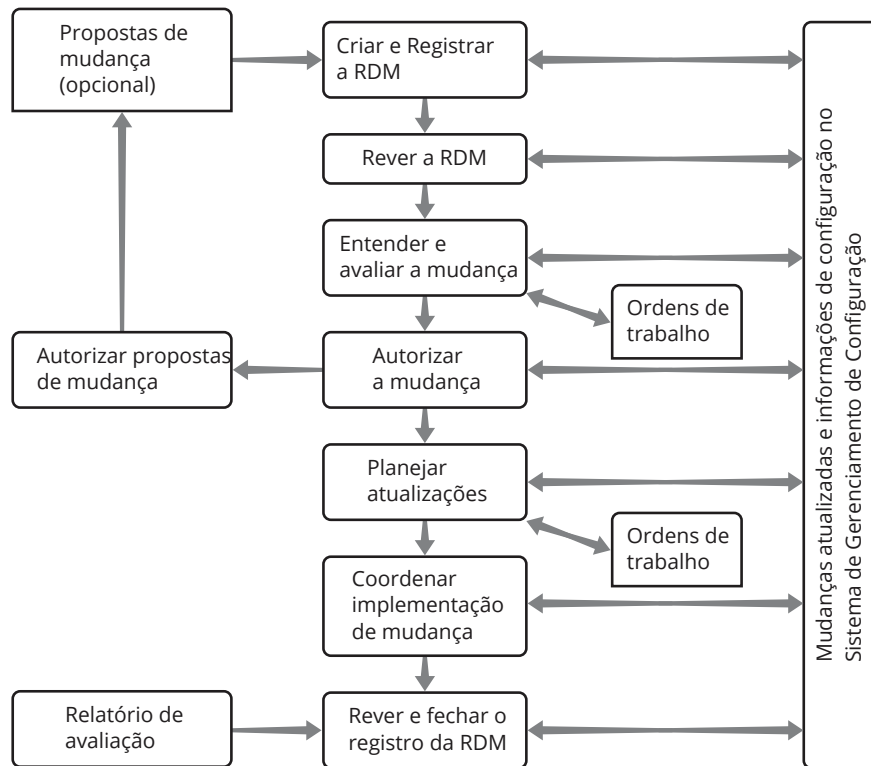 Propostas de
mudança
(opcional)
Criar e Registrar
a RDM
Rever a RDM
Entender e
avaliar a mudança
Ordens de
trabalho
Autorizar propostas
de mudança
Autorizar
a mudança
Planejar
atualizações
Ordens de
trabalho
Coordenar
implementação
de mudança
Relatório de
avaliação
Rever e fechar o
registro da RDM
Mudanças atualizadas e informações de configuração no
Sistema de Gerenciamento de Configuração